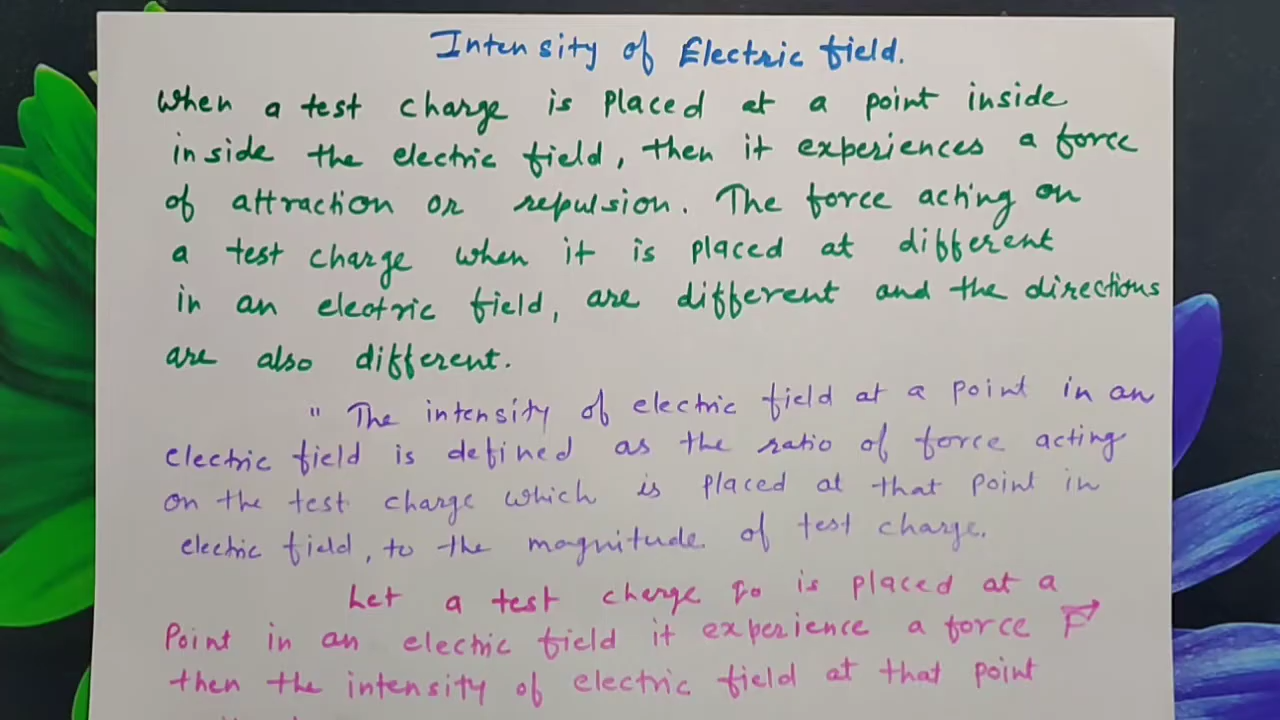 Intensity of Electric field.
When a test charge is placed at a point inside
inside the electric field, then it experiences a force
of attraction or repulsion. The force acting on
a test charge when it is placed at different
in an electric field, are different and the directions
are also different.
" The intensity of electric field at a point in an
electric field is defined as the ratio of force acting
on the test charge which is placed at that point in
electric field, to the magnitude of test charge.
Let a test charge qo is placed at a
Point in an electric field it experience a force F⃗
then the intensity of electric field at that point